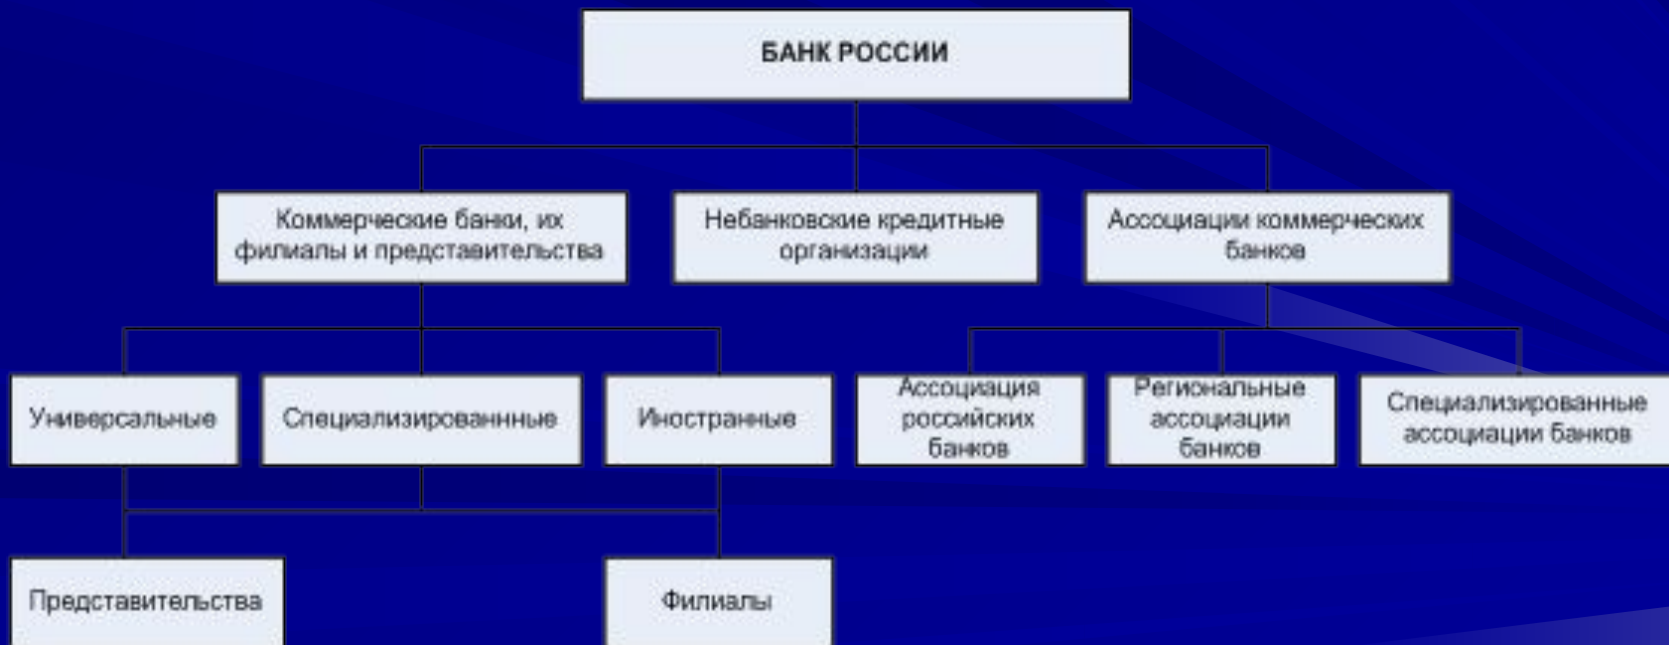 БАНК РОССИИ
Коммерческие банки, их
филиалы и представительства
Небанковские кредитные
организации
Ассоциации коммерческих
банков
Универсальные
Специализированнные
Иностранные
Ассоциация
российских
банков
Региональные
ассоциации
банков
Специализированные
ассоциации банков
Представительства
Филиалы